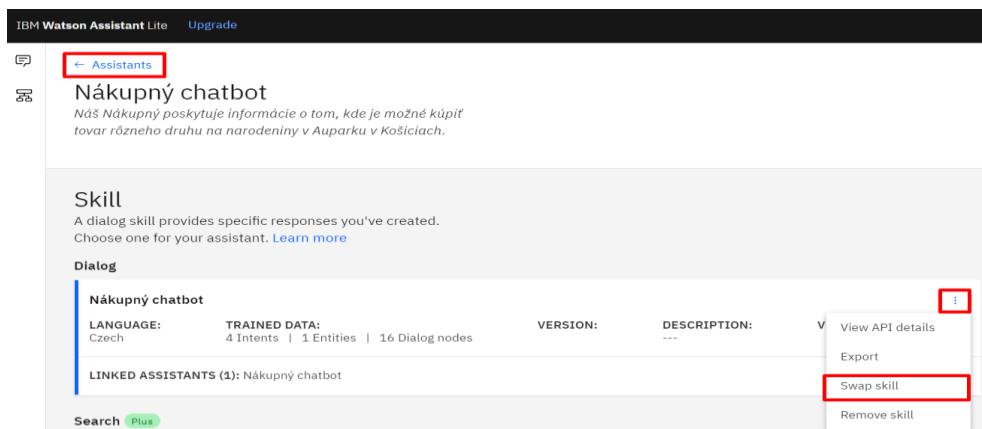 IBM Watson Assistant Lite Upgrade
← Assistants
Nákupný chatbot
Náš Nákupný poskytuje informácie o tom, kde je možné kúpiť
tovar rôzneho druhu na narodeniny v Auparku v Košiciach.
Skill
A dialog skill provides specific responses you've created.
Choose one for your assistant. Learn more
Dialog
Nákupný chatbot
LANGUAGE: TRAINED DATA: VERSION: DESCRIPTION: V
Czech 4 Intents | 1 Entities | 16 Dialog nodes ---
LINKED ASSISTANTS (1): Nákupný chatbot
View API details
Export
Swap skill
Remove skill
Search Plus